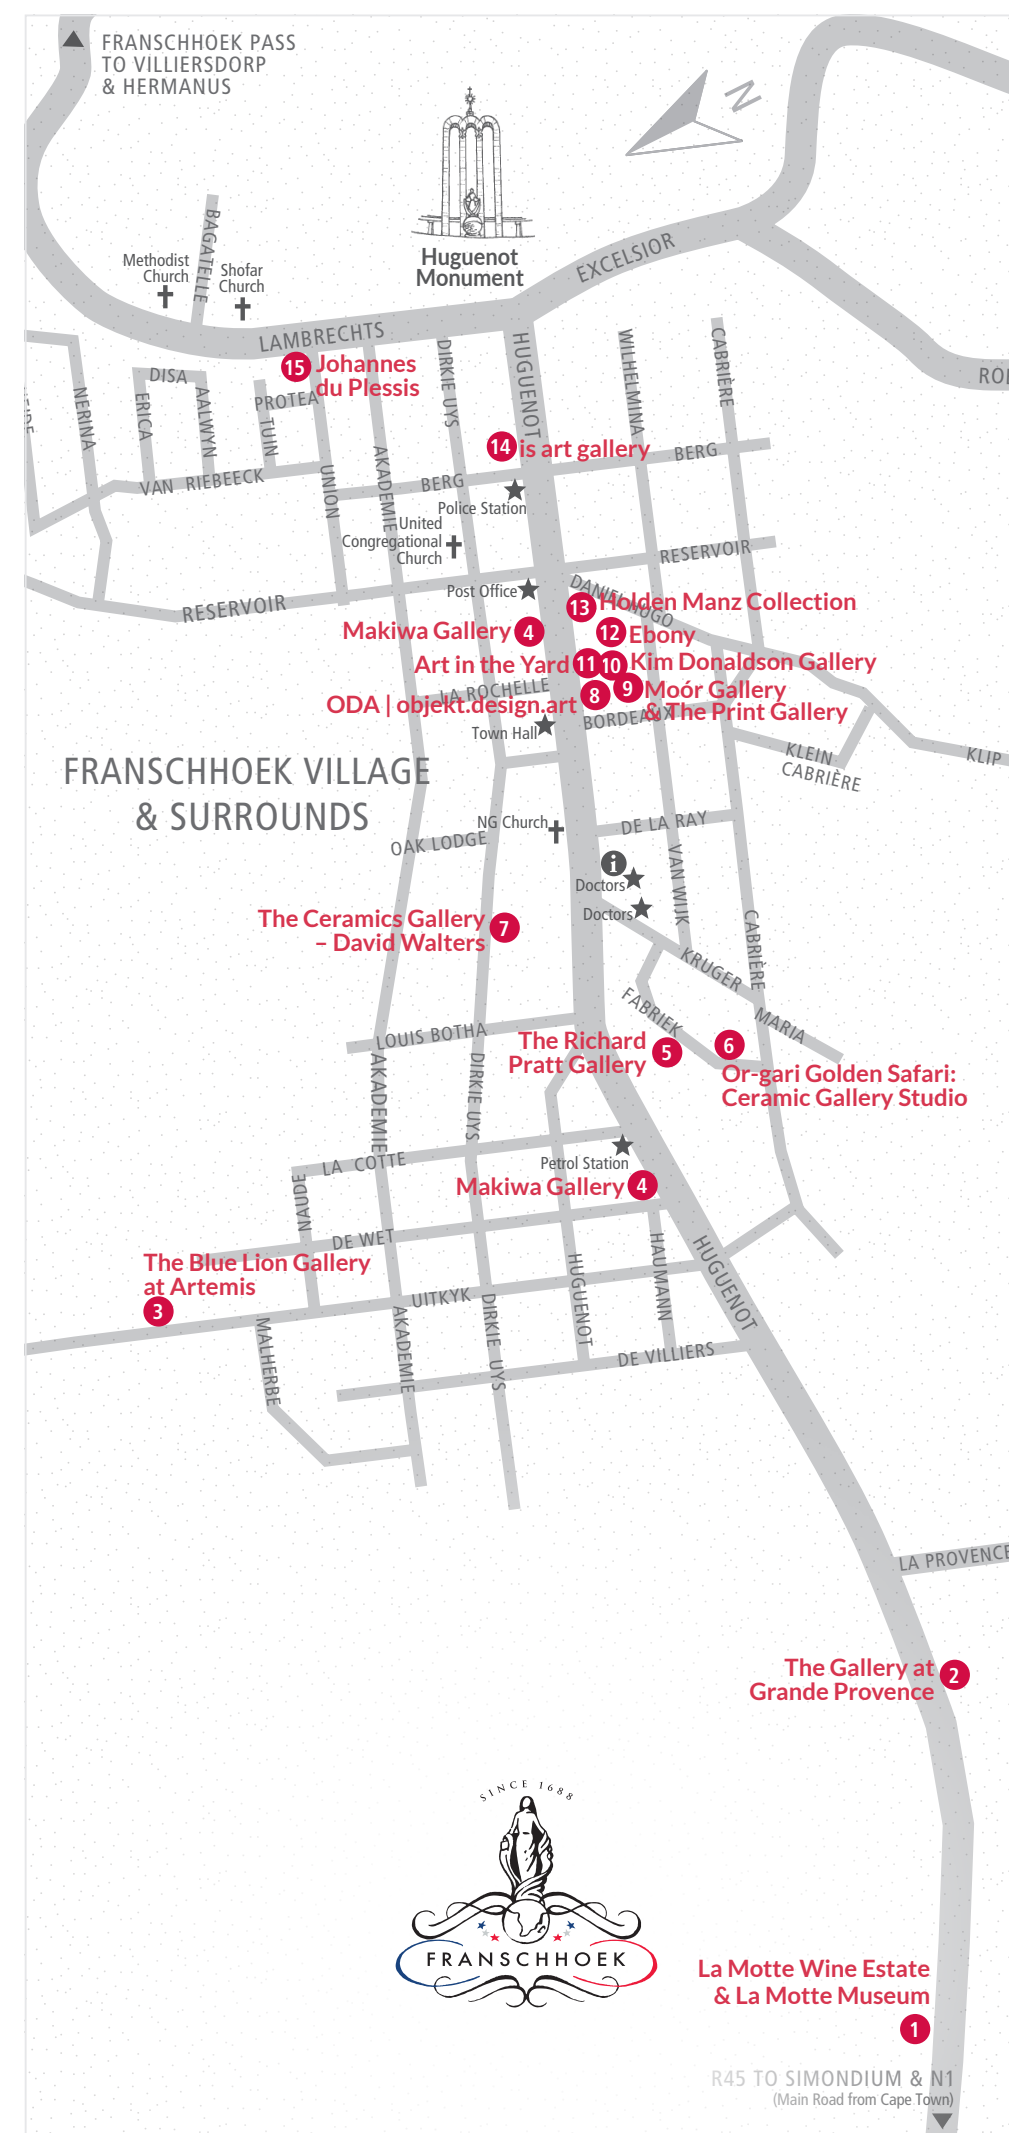 FRANSCHHOEK PASS
TO VILLIERSDORP
& HERMANUS
N
Huguenot
Monument
EXCELSIOR
BAGATELLE
Methodist
Church
Shofar
Church
LAMBRECHTS
HUGUENOT
WILHELMINA
CABRIÈRE
DIRKIE UYS
15 Johannes
du Plessis
DISA
NERINA
ERICA
AALWYN
PROTEA
TUIN
UNION
AKADEMIE
14 is art gallery
BERG
BERG
VAN RIEBEECK
Police Station
United
Congregational
Church
RESERVOIR
RESERVOIR
Post Office
DANIEL HUGO
13 Holden Manz Collection
Makiwa Gallery 4
12 Ebony
Art in the Yard 11
10 Kim Donaldson Gallery
LA ROCHELLE
ODA | objekt.design.art 8
9 Moór Gallery
& The Print Gallery
BORDEAUX
Town Hall
KLEIN
CABRIÈRE
KLIP
FRANSCHHOEK VILLAGE
& SURROUNDS
NG Church
OAK LODGE
DE LA RAY
VAN WIJK
i
Doctors
Doctors
The Ceramics Gallery
– David Walters
7
CABRIÈRE
KRUGER
MARIA
FABRIEK
LOUIS BOTHA
The Richard
Pratt Gallery
5
6
Or-gari Golden Safari:
Ceramic Gallery Studio
AKADEMIE
DIRKIE UYS
LA COTTE
Petrol Station
Makiwa Gallery 4
NAUDE
DE WET
HAUMANN
HUGUENOT
HUGUENOT
The Blue Lion Gallery
at Artemis
3
UITKYK
MALHERBE
AKADEMIE
DIRKIE UYS
DE VILLIERS
LA PROVENCE
The Gallery at
Grande Provence
2
SINCE 1688
FRANSCHHOEK
La Motte Wine Estate
& La Motte Museum
1
R45 TO SIMONDIUM & N1
(Main Road from Cape Town)